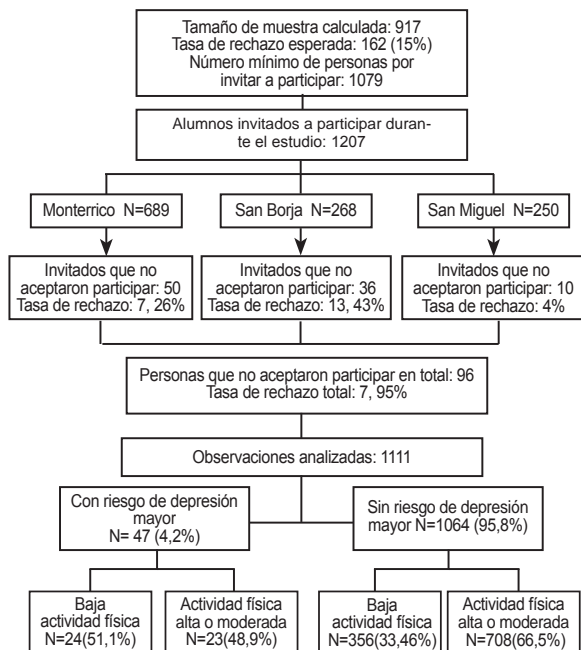 Tamaño de muestra calculada: 917
Tasa de rechazo esperada: 162 (15%)
Número mínimo de personas por
invitar a participar: 1079
Alumnos invitados a participar duran-
te el estudio: 1207
Monterrico N=689
San Borja N=268
San Miguel N=250
Invitados que no
aceptaron participar: 50
Tasa de rechazo: 7, 26%
Invitados que no
aceptaron participar: 36
Tasa de rechazo: 13, 43%
Invitados que no
aceptaron participar: 10
Tasa de rechazo: 4%
Personas que no aceptaron participar en total: 96
Tasa de rechazo total: 7, 95%
Observaciones analizadas: 1111
Con riesgo de depresión
mayor
N= 47 (4,2%)
Sin riesgo de depresión
mayor N=1064 (95,8%)
Baja
actividad física
N=24(51,1%)
Actividad física
alta o moderada
N=23(48,9%)
Baja
actividad física
N=356(33,46%)
Actividad física
alta o moderada
N=708(66,5%)